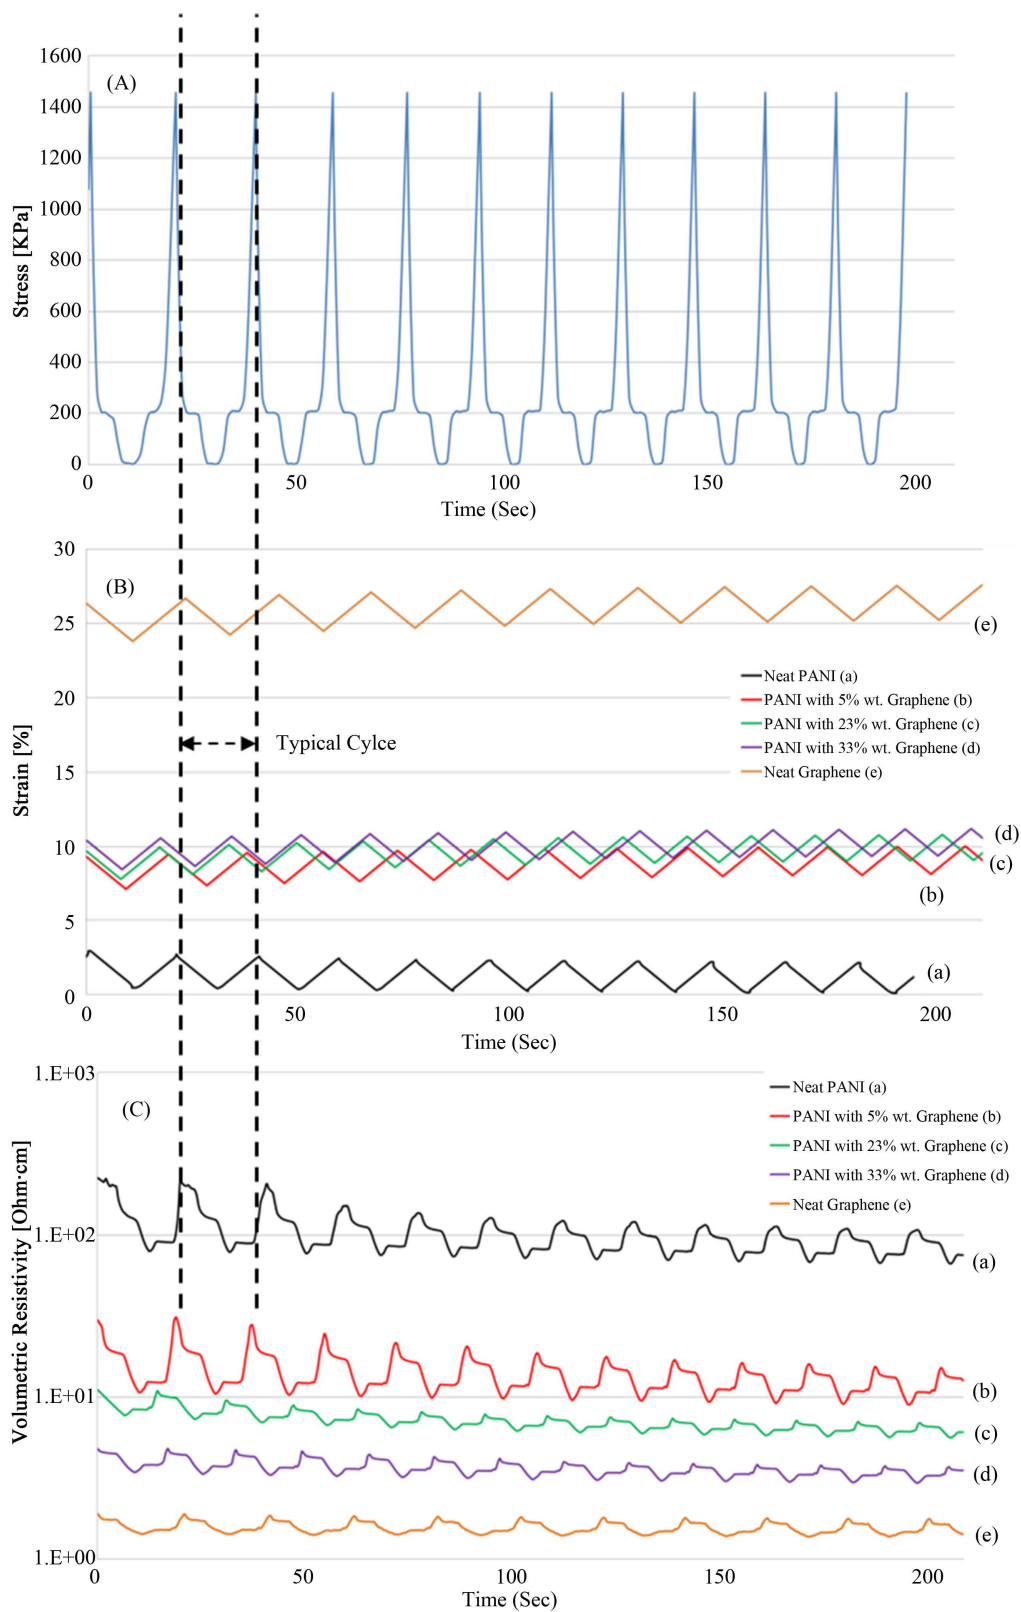 1600
(A)
1400
1200
1000
800
600
400
200
0
Stress [KPa]
0 50 100 150 200
Time (Sec)
30
(B)
25
(e)
20
15
10
5
0
Strain [%]
Neat PANI (a)
PANI with 5% wt. Graphene (b)
PANI with 23% wt. Graphene (c)
PANI with 33% wt. Graphene (d)
Neat Graphene (e)
Typical Cylce
(d)
(c)
(b)
(a)
0 50 100 150 200
Time (Sec)
1.E+03
(C)
Neat PANI (a)
PANI with 5% wt. Graphene (b)
PANI with 23% wt. Graphene (c)
PANI with 33% wt. Graphene (d)
Neat Graphene (e)
Volumetric Resistivity [Ohm·cm]
1.E+02
(a)
1.E+01
(b)
(c)
(d)
(e)
1.E+00
0 50 100 150 200
Time (Sec)